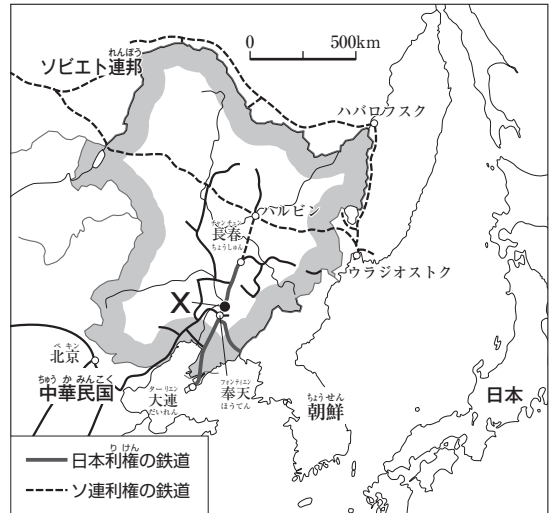 れんぽう
ソビエト連邦
0 500km
ハバロフスク
ハルビン
チャンチュン
長春
ちょうしゅん
ウラジオストク
X
ペキン
北京
ちゅうかみんこく
中華民国
ターリエン
大連
だいれん
フォンティエン
奉天
ほうてん
ちょうせん
朝鮮
日本
りけん
日本利権の鉄道
ソ連利権の鉄道